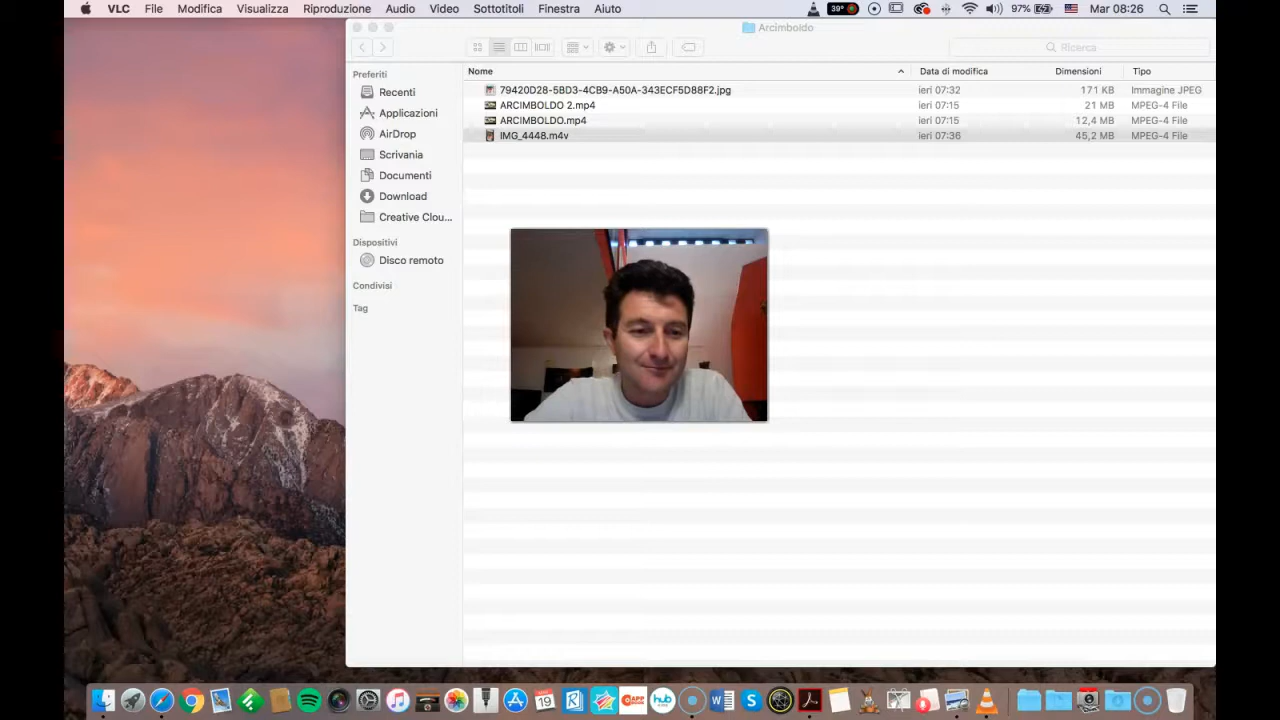 VLC File Modifica Visualizza Riproduzione Audio Video Sottotitoli Finestra Aiuto 39° 97% Mar 08:26
Arcimboldo
Ricerca
Preferiti
Recenti
Applicazioni
AirDrop
Scrivania
Documenti
Download
Creative Clou...
Dispositivi
Disco remoto
Condivisi
Tag
Nome Data di modifica Dimensioni Tipo
79420D28-5BD3-4CB9-A50A-343ECF5D88F2.jpg ieri 07:32 171 KB Immagine JPEG
ARCIMBOLDO 2.mp4 ieri 07:15 21 MB MPEG-4 File
ARCIMBOLDO.mp4 ieri 07:15 12,4 MB MPEG-4 File
IMG_4448.m4v ieri 07:36 45,2 MB MPEG-4 File
19
hub